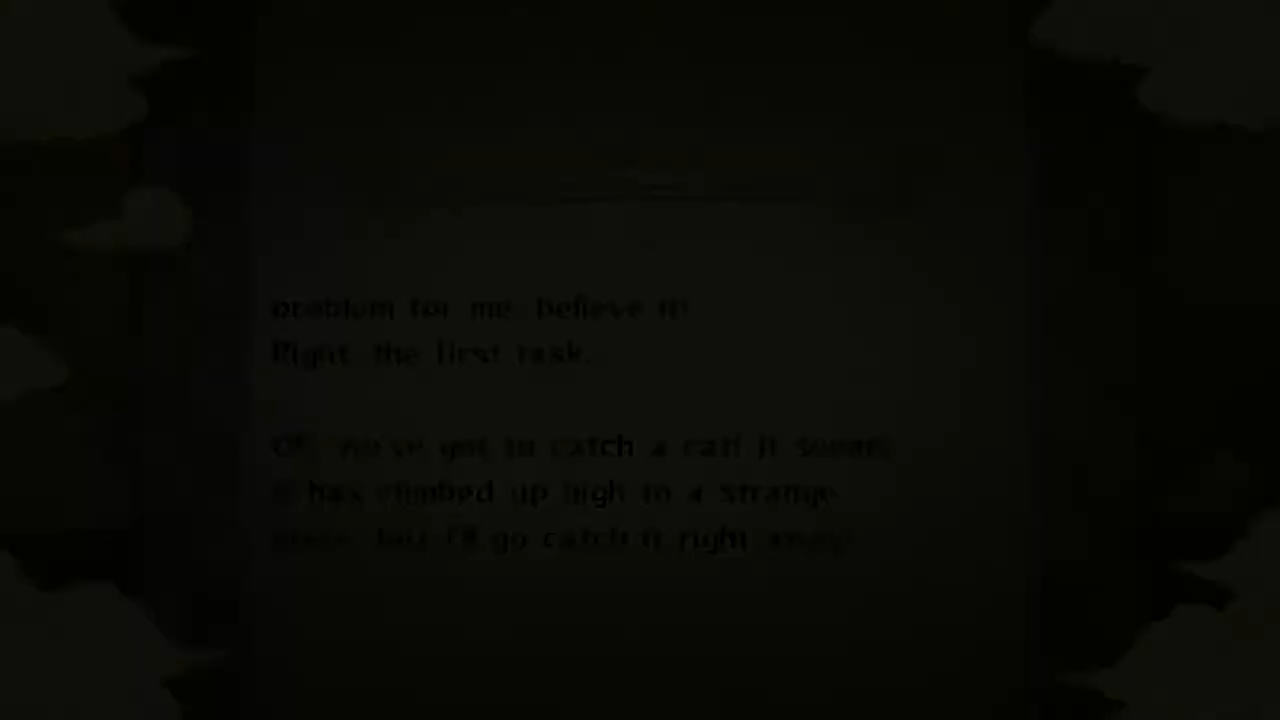 problem for me, believe it!
Right, the first task.
OK, we've got to catch a cat! It seems
it has climbed up high to a strange
place, but I'll go catch it right away!